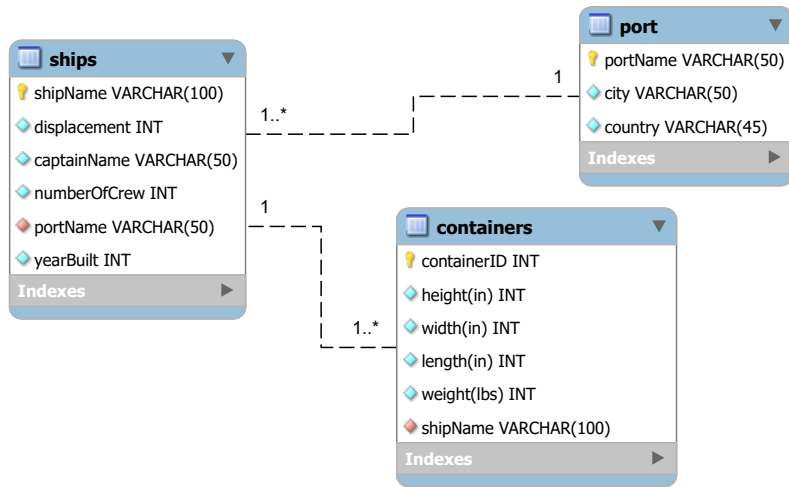 ships
shipName VARCHAR(100)
displacement INT
captainName VARCHAR(50)
numberOfCrew INT
portName VARCHAR(50)
yearBuilt INT
Indexes
1..*
1
port
portName VARCHAR(50)
city VARCHAR(50)
country VARCHAR(45)
Indexes
1
1..*
containers
containerID INT
height(in) INT
width(in) INT
length(in) INT
weight(lbs) INT
shipName VARCHAR(100)
Indexes